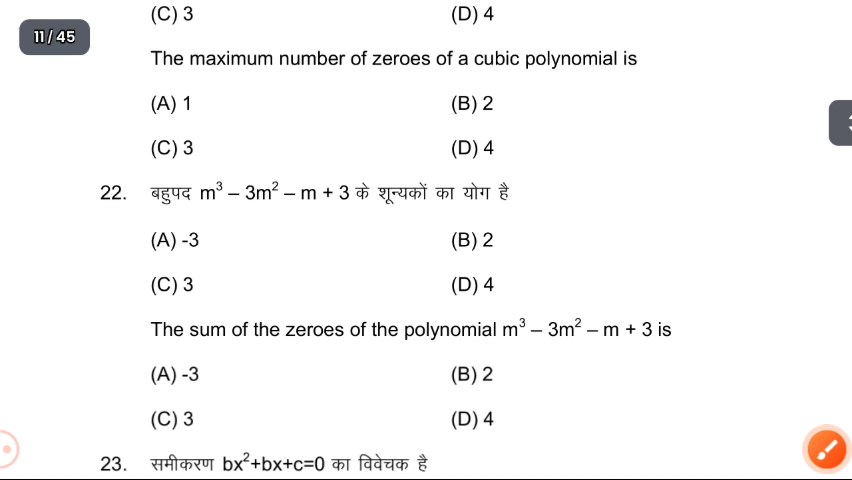 (C) 3 (D) 4
11 / 45
The maximum number of zeroes of a cubic polynomial is
(A) 1 (B) 2
(C) 3 (D) 4
22. बहुपद m³ – 3m² – m + 3 के शून्यकों का योग है
(A) -3 (B) 2
(C) 3 (D) 4
The sum of the zeroes of the polynomial m³ – 3m² – m + 3 is
(A) -3 (B) 2
(C) 3 (D) 4
23. समीकरण bx²+bx+c=0 का विवेचक है